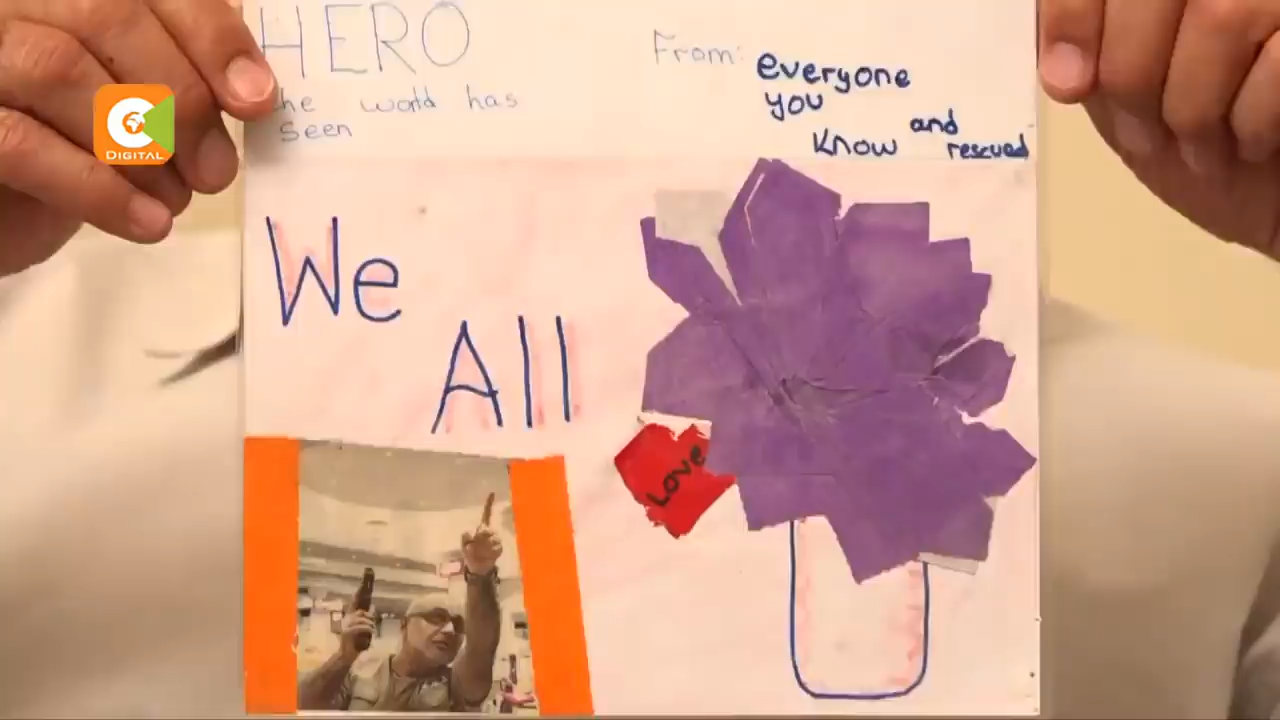 HERO
the world has
seen
From: everyone
you
know and
rescued
We
All
Love
DIGITAL